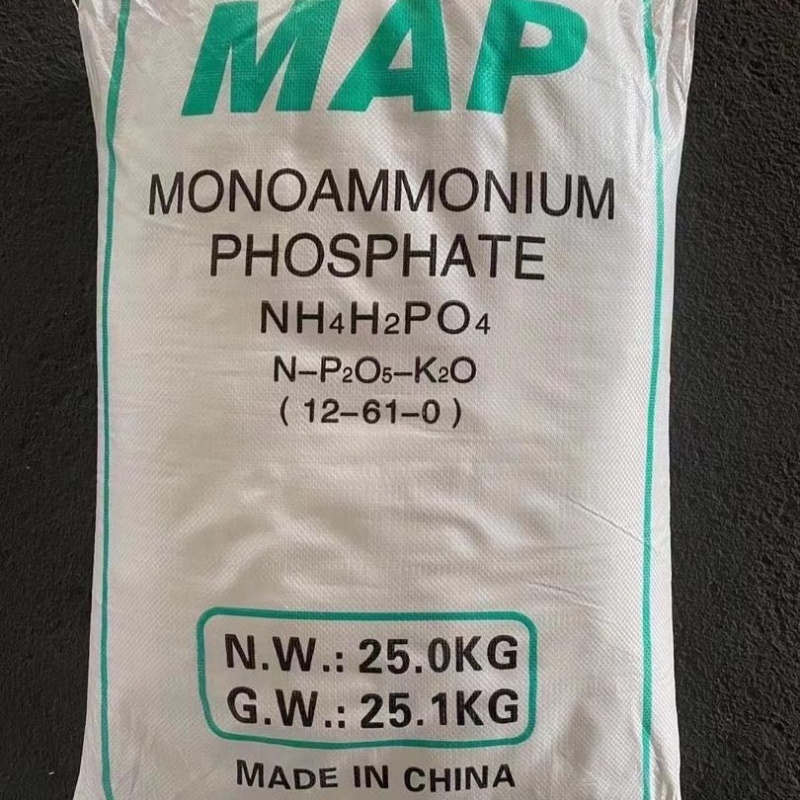 MAP
MONOAMMONIUM
PHOSPHATE
NH₄H₂PO₄
N–P₂O₅–K₂O
( 12–61–0 )
N.W.: 25.0KG
G.W.: 25.1KG
MADE IN CHINA